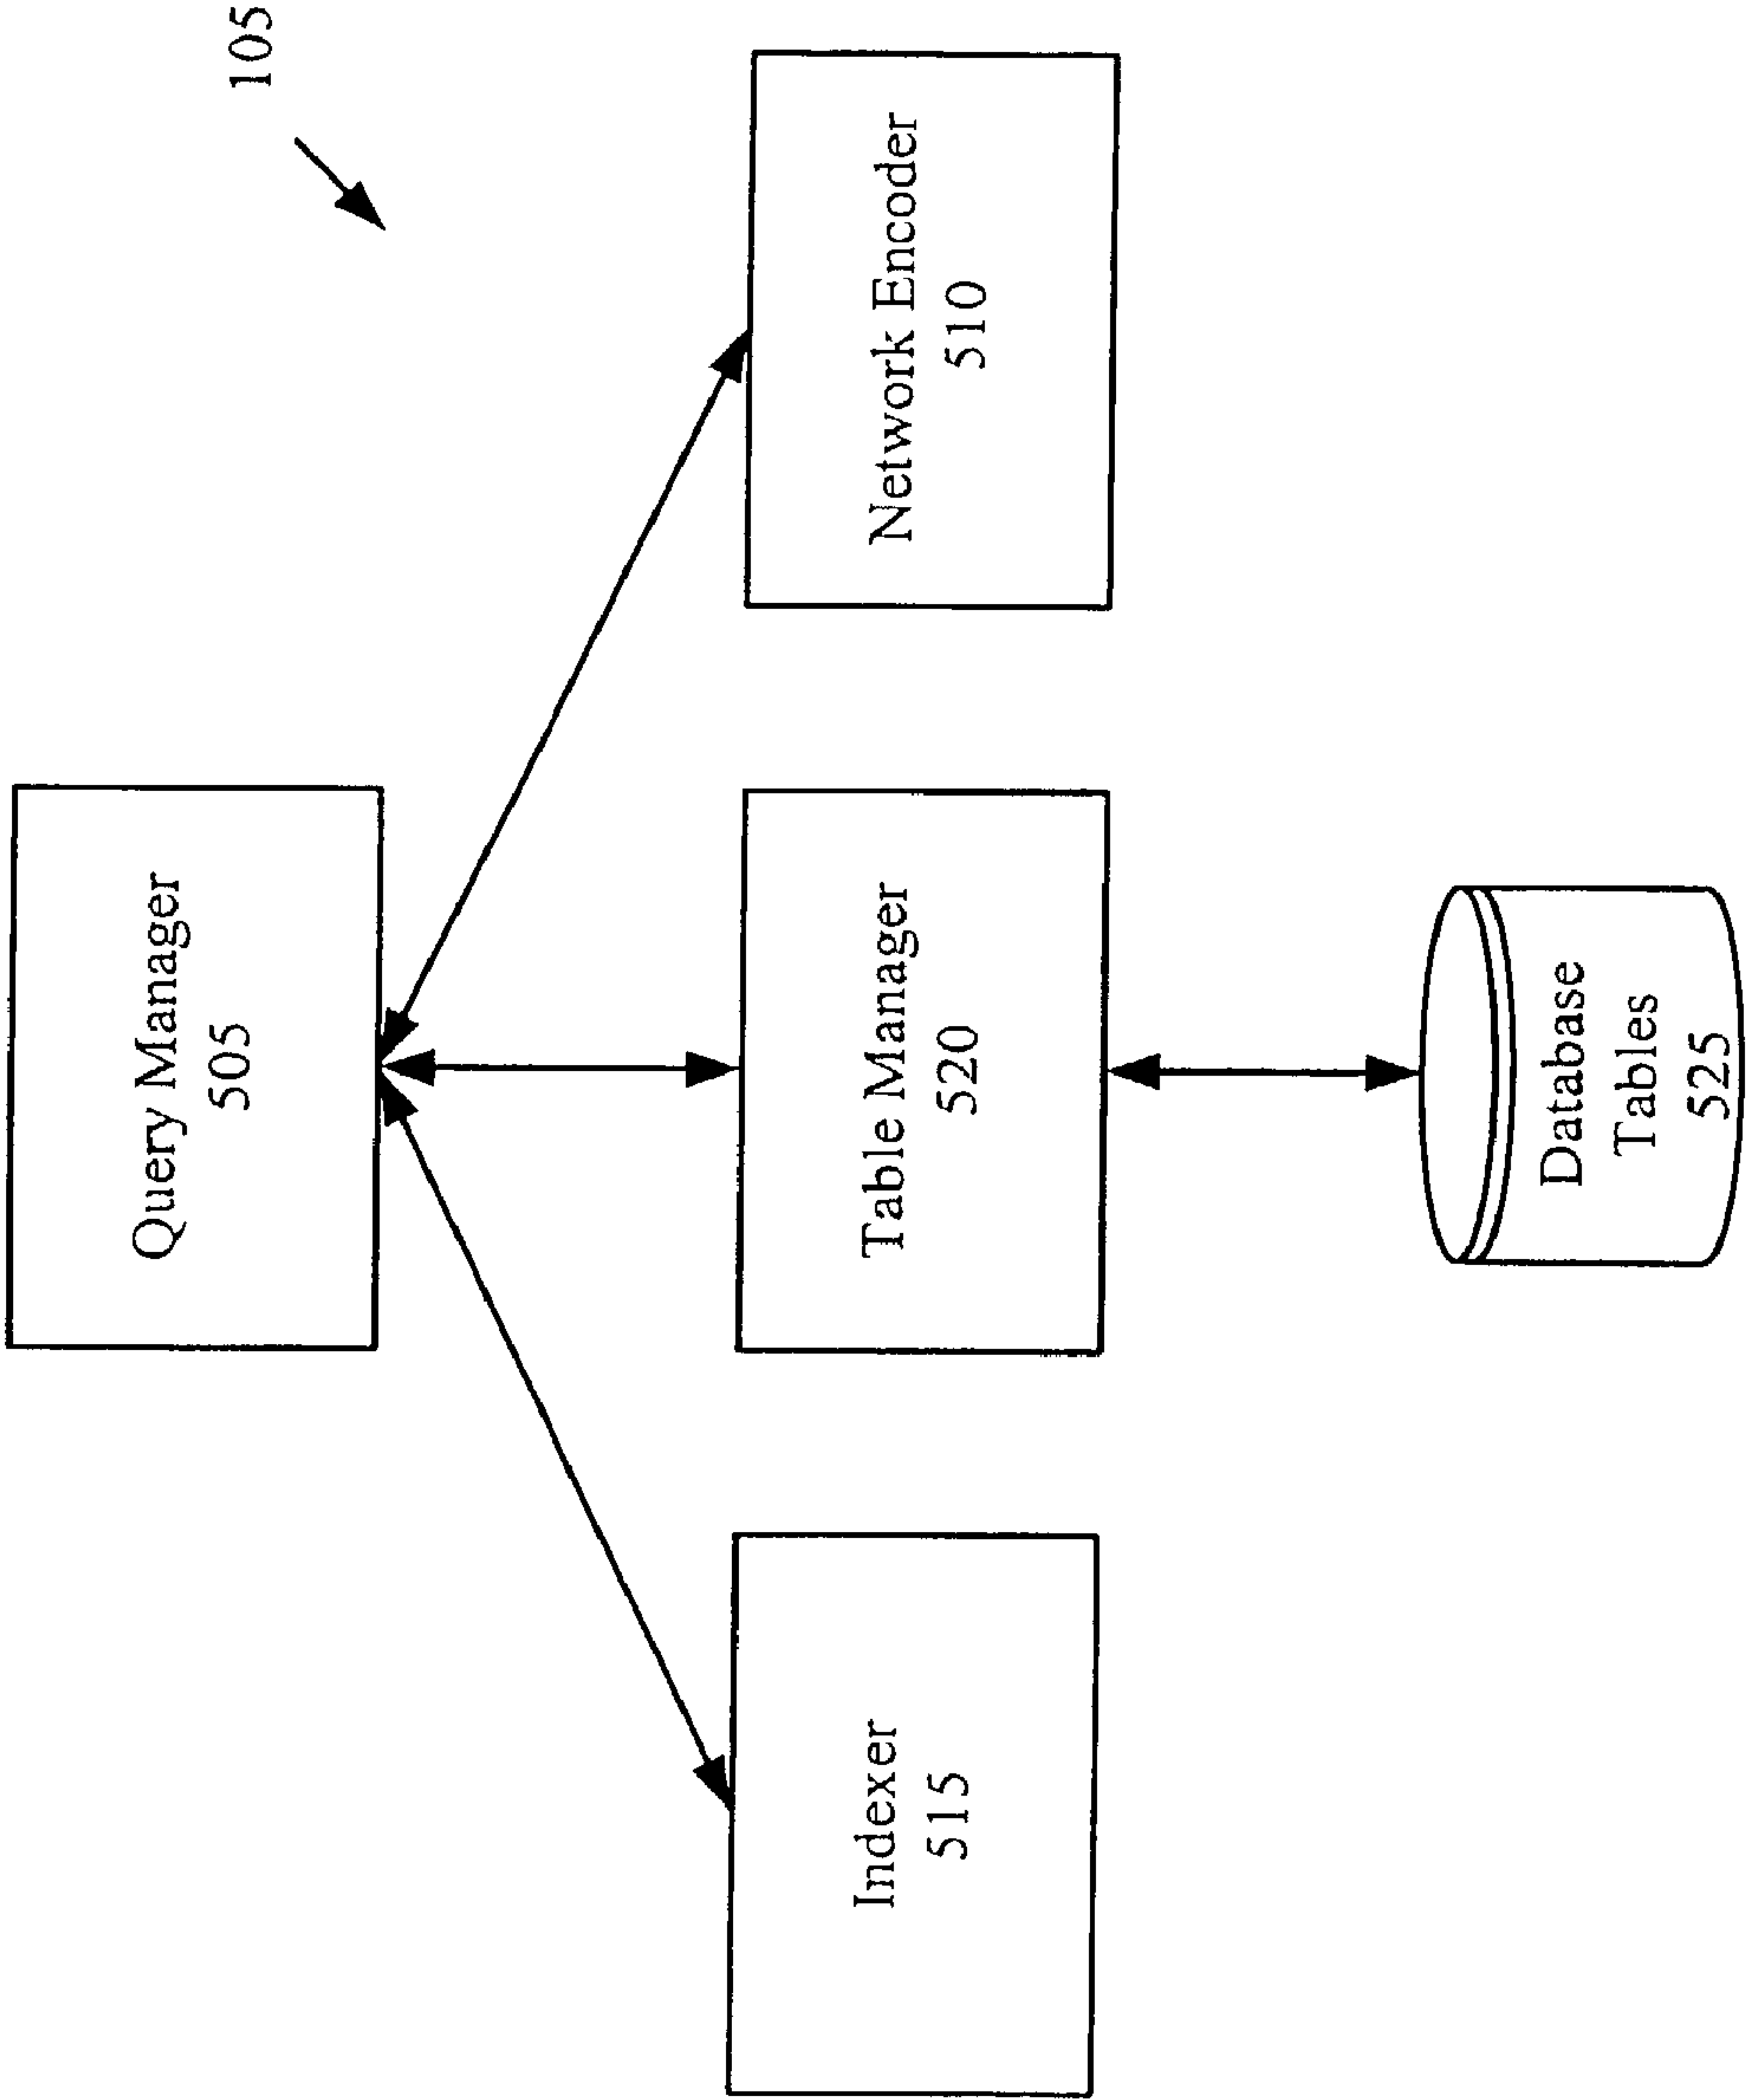 105
Query Manager
505
Indexer
515
Table Manager
520
Network Encoder
510
Database
Tables
525